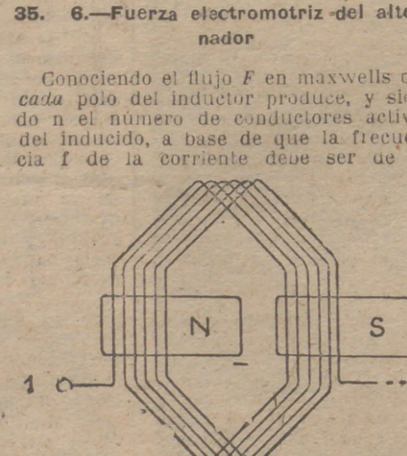 35. 6.—Fuerza electromotriz del alte
nador
Conociendo el flujo F en maxwells
cada polo del inductor produce, y sie
do n el número de conductores activ
del inducido, a base de que la frecue
cia f de la corriente debe ser de
N
S
1